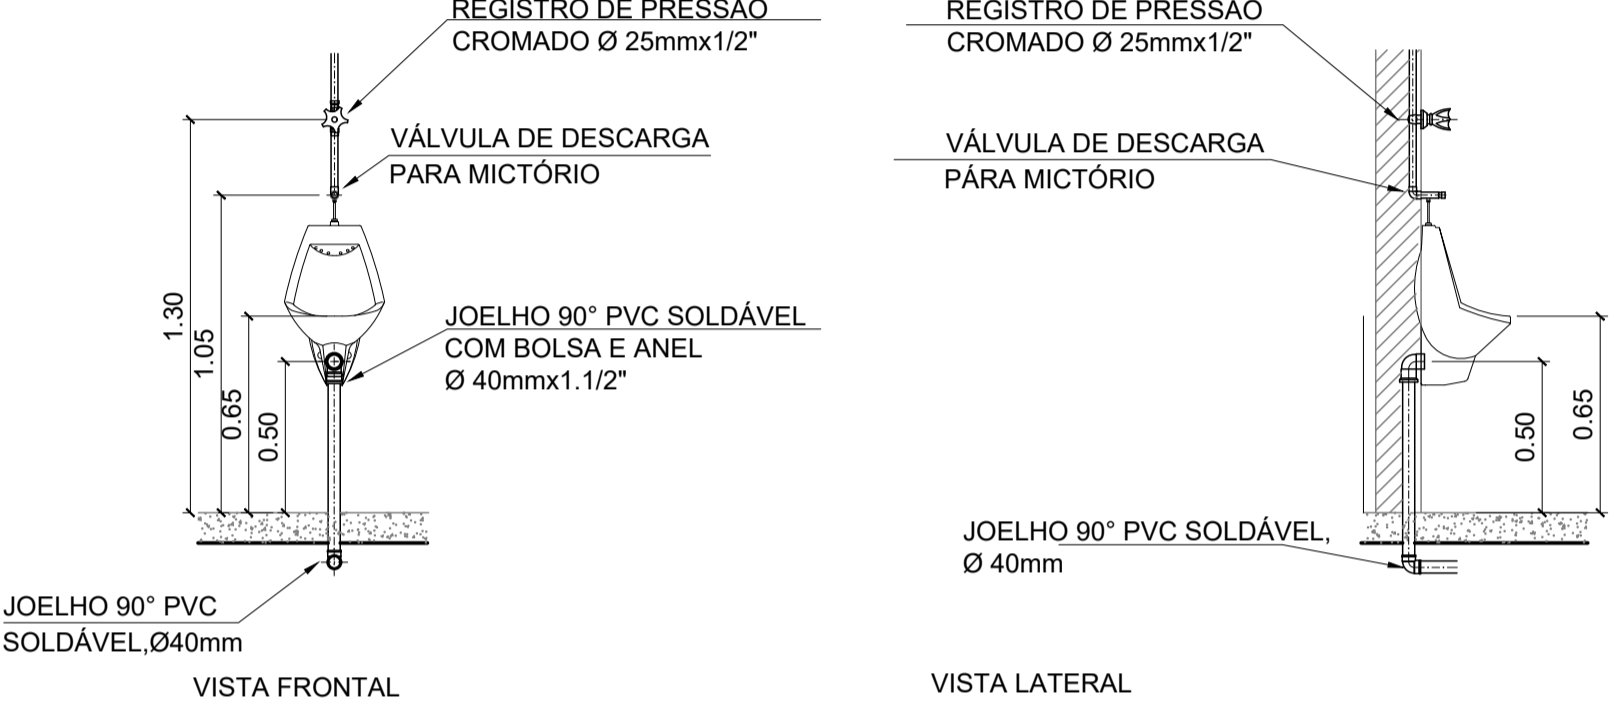 REGISTRO DE PRESSÃO
CROMADO Ø 25mmx1/2"
VÁLVULA DE DESCARGA
PARA MICTÓRIO
1.30
1.05
0.65
0.50
JOELHO 90° PVC SOLDÁVEL
COM BOLSA E ANEL
Ø 40mmx1.1/2"
JOELHO 90° PVC
SOLDÁVEL,Ø40mm
VISTA FRONTAL
REGISTRO DE PRESSÃO
CROMADO Ø 25mmx1/2"
VÁLVULA DE DESCARGA
PÁRA MICTÓRIO
0.50
0.65
JOELHO 90° PVC SOLDÁVEL,
Ø 40mm
VISTA LATERAL